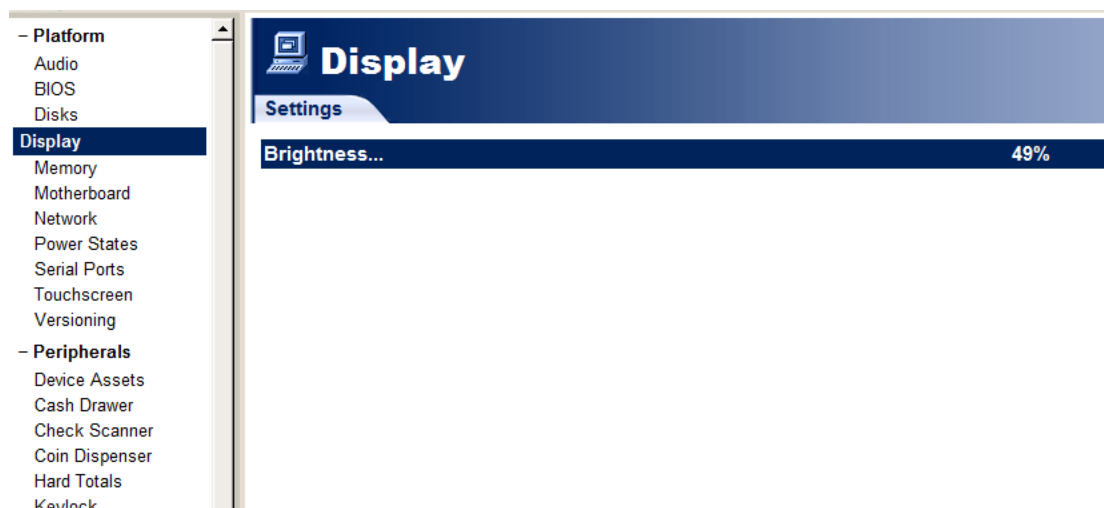 – Platform
Audio
BIOS
Disks
Display
Memory
Motherboard
Network
Power States
Serial Ports
Touchscreen
Versioning
– Peripherals
Device Assets
Cash Drawer
Check Scanner
Coin Dispenser
Hard Totals
Keylock
Display
Settings
Brightness... 49%